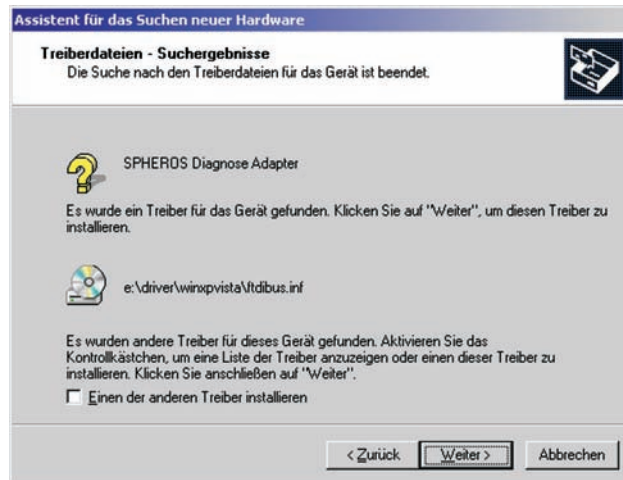 Assistent für das Suchen neuer Hardware
Treiberdateien - Suchergebnisse
Die Suche nach den Treiberdateien für das Gerät ist beendet.
SPHEROS Diagnose Adapter
Es wurde ein Treiber für das Gerät gefunden. Klicken Sie auf "Weiter", um diesen Treiber zu
installieren.
e:\driver\winxpvista\ftdibus.inf
Es wurden andere Treiber für dieses Gerät gefunden. Aktivieren Sie das
Kontrollkästchen, um eine Liste der Treiber anzuzeigen oder einen dieser Treiber zu
installieren. Klicken Sie anschließen auf "Weiter".
Einen der anderen Treiber installieren
< Zurück Weiter > Abbrechen